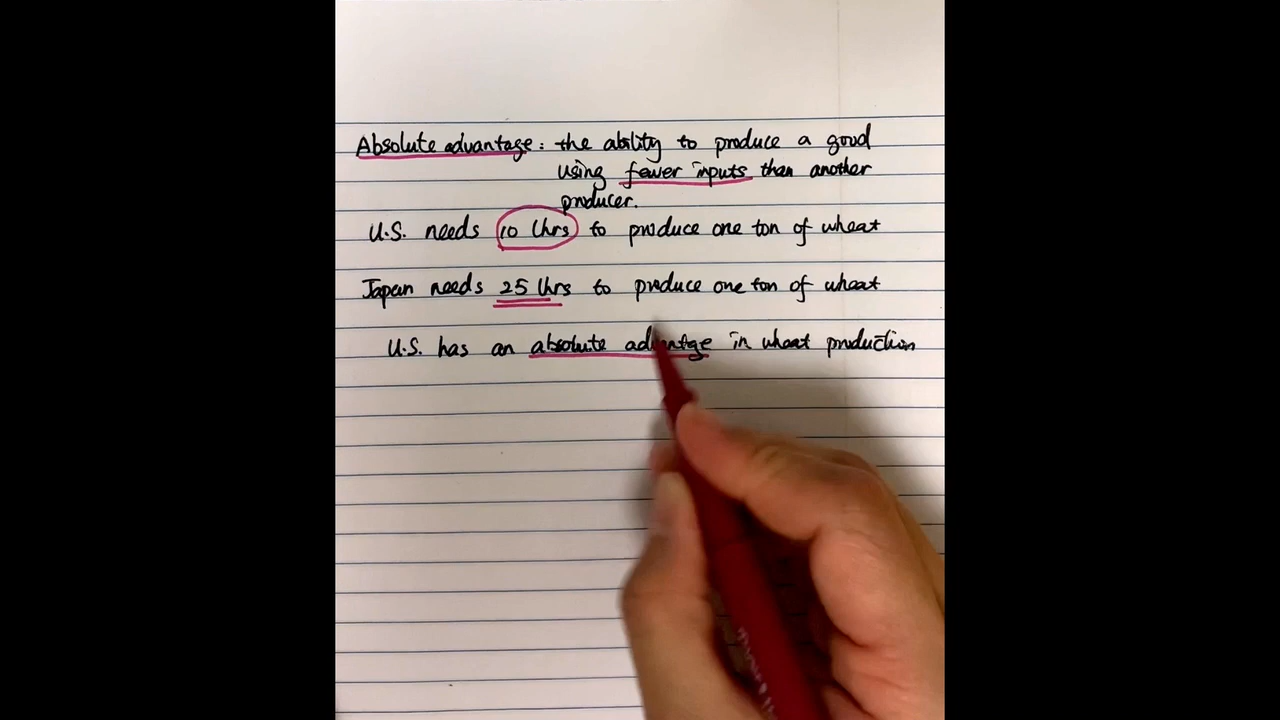 Absolute advantage: the ability to produce a good
using fewer inputs than another
producer.
U.S. needs 10 hrs to produce one ton of wheat
Japan needs 25 hrs to produce one ton of wheat
U.S. has an absolute advantage in wheat production